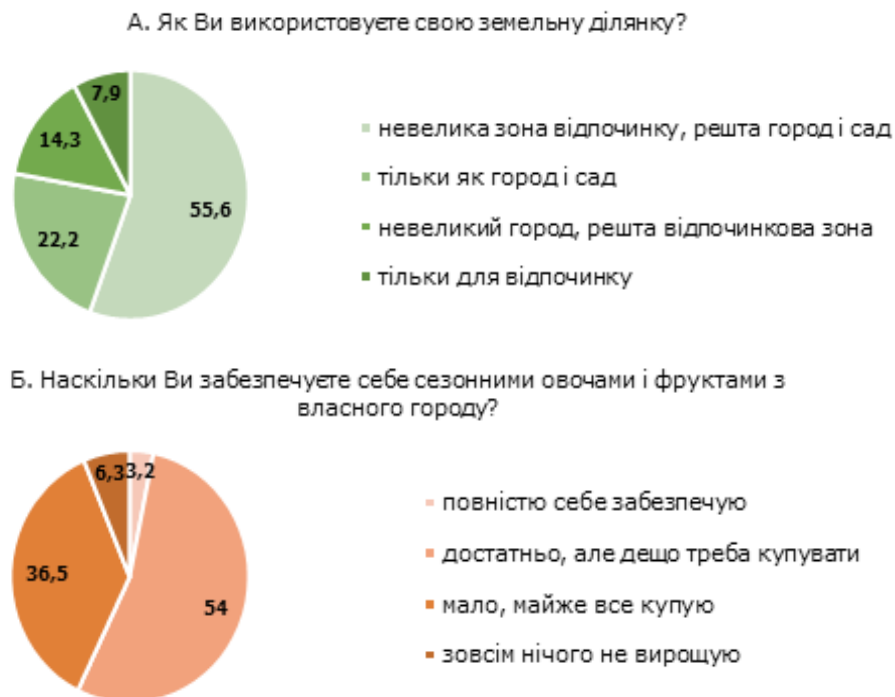 А. Як Ви використовуєте свою земельну ділянку?
7,9
14,3
22,2
55,6
невелика зона відпочинку, решта город і сад
тільки як город і сад
невеликий город, решта відпочинкова зона
тільки для відпочинку
Б. Наскільки Ви забезпечуєте себе сезонними овочами і фруктами з
власного городу?
6,3
3,2
36,5
54
повністю себе забезпечую
достатньо, але дещо треба купувати
мало, майже все купую
зовсім нічого не вирощую